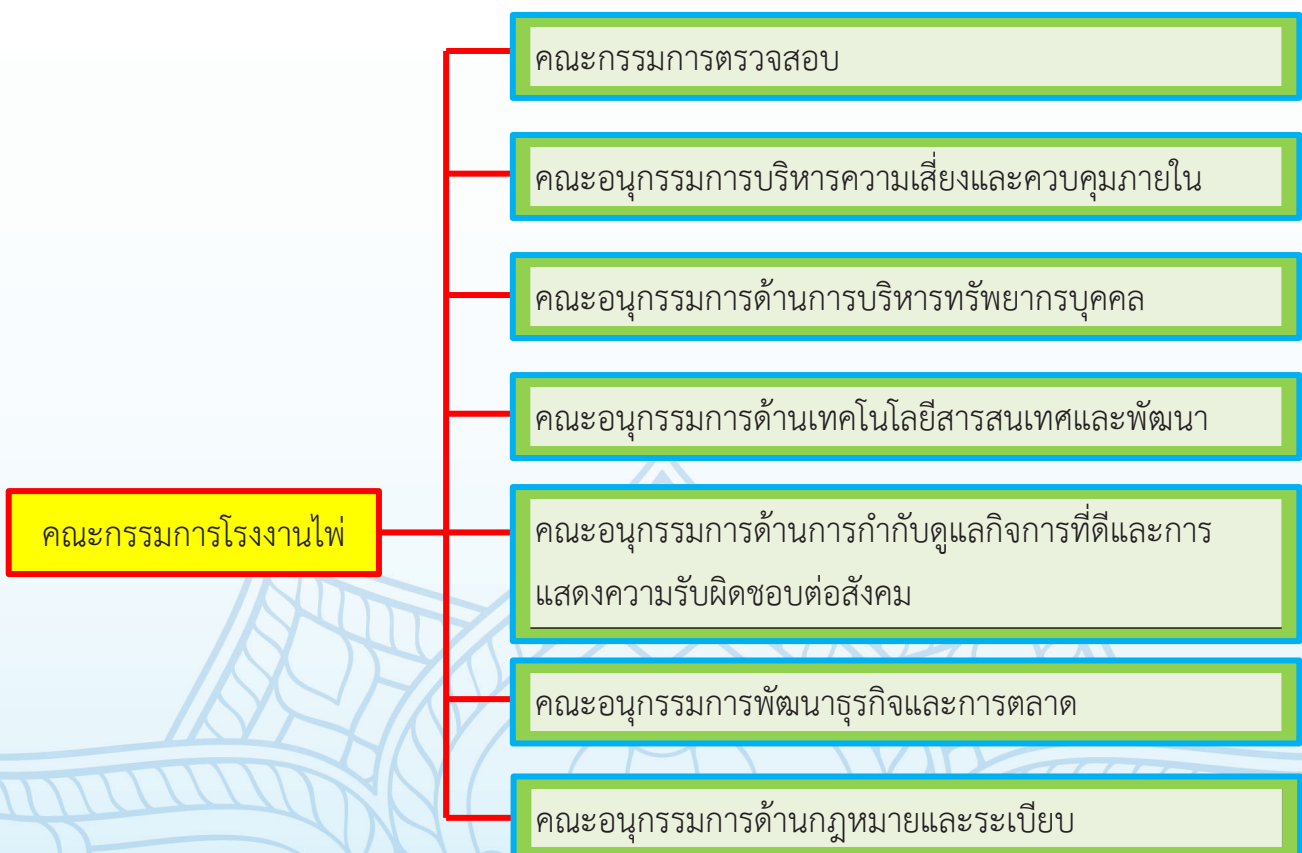 คณะกรรมการตรวจสอบ
คณะอนุกรรมการบริหารความเสี่ยงและควบคุมภายใน
คณะอนุกรรมการด้านการบริหารทรัพยากรบุคคล
คณะอนุกรรมการด้านเทคโนโลยีสารสนเทศและพัฒนา
คณะกรรมการโรงงานไพ่
คณะอนุกรรมการด้านการกำกับดูแลกิจการที่ดีและการ
แสดงความรับผิดชอบต่อสังคม
คณะอนุกรรมการพัฒนาธุรกิจและการตลาด
คณะอนุกรรมการด้านกฎหมายและระเบียบ